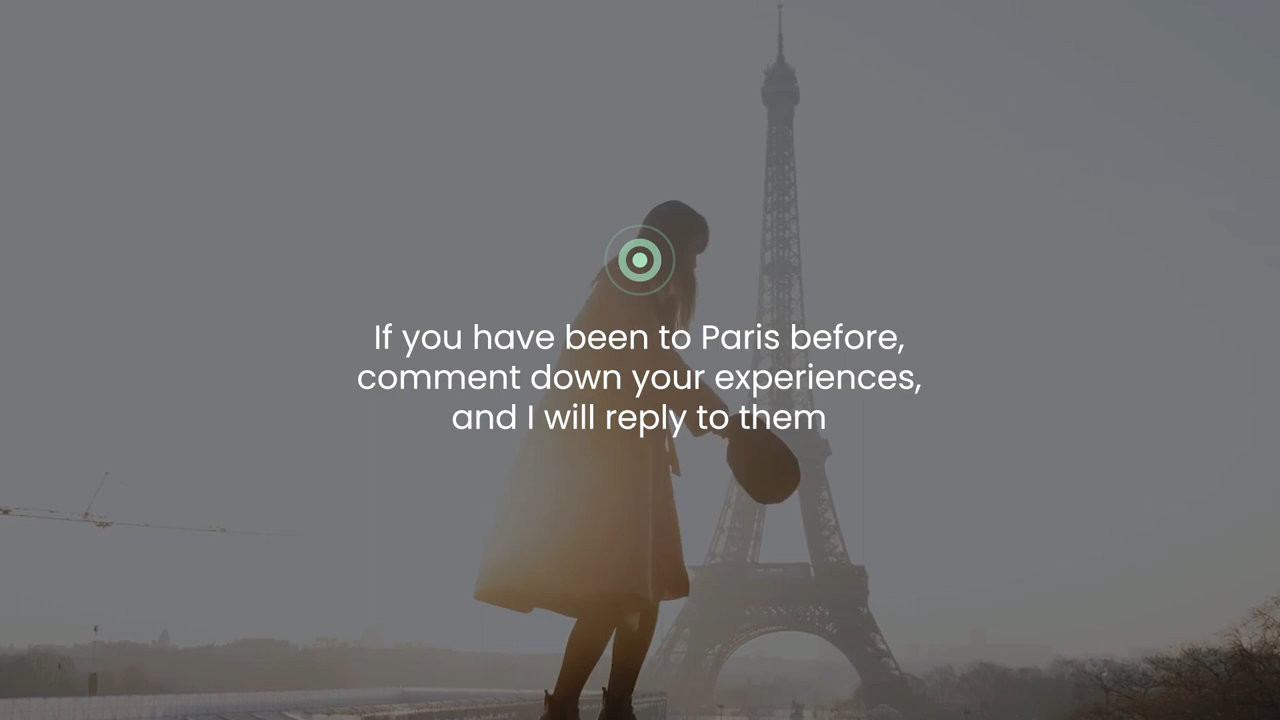 If you have been to Paris before,
comment down your experiences,
and I will reply to them